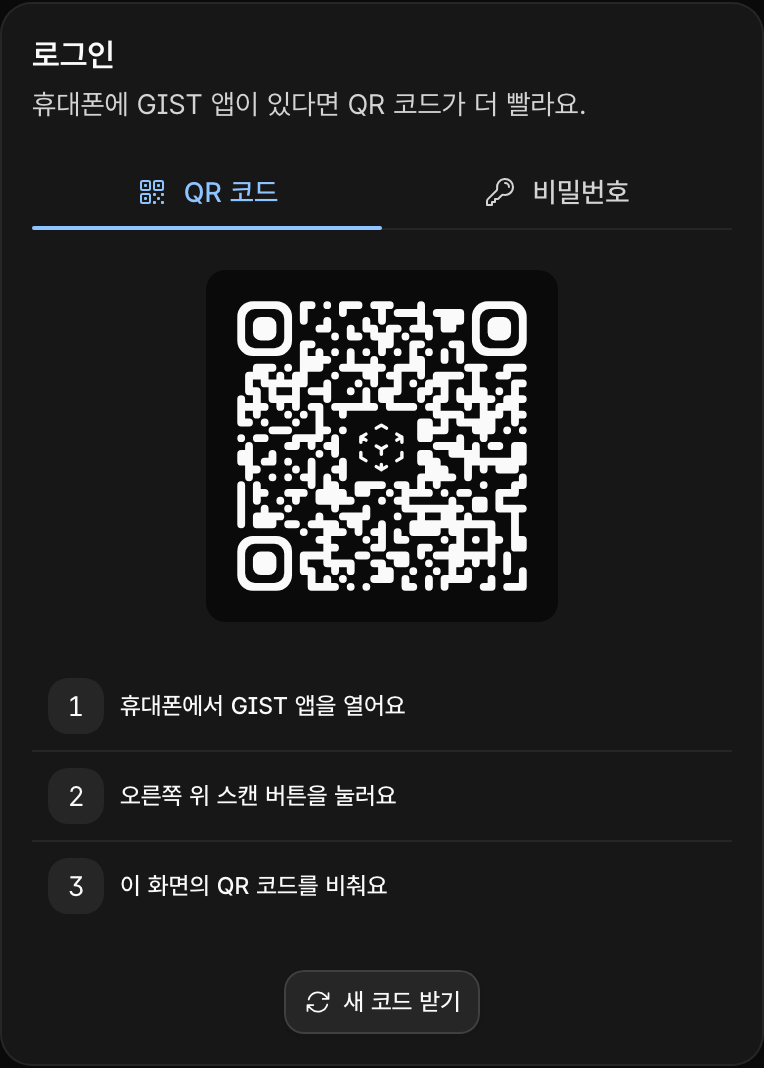 로그인
휴대폰에 GIST 앱이 있다면 QR 코드가 더 빨라요.
QR 코드
비밀번호
1 휴대폰에서 GIST 앱을 열어요
2 오른쪽 위 스캔 버튼을 눌러요
3 이 화면의 QR 코드를 비춰요
새 코드 받기